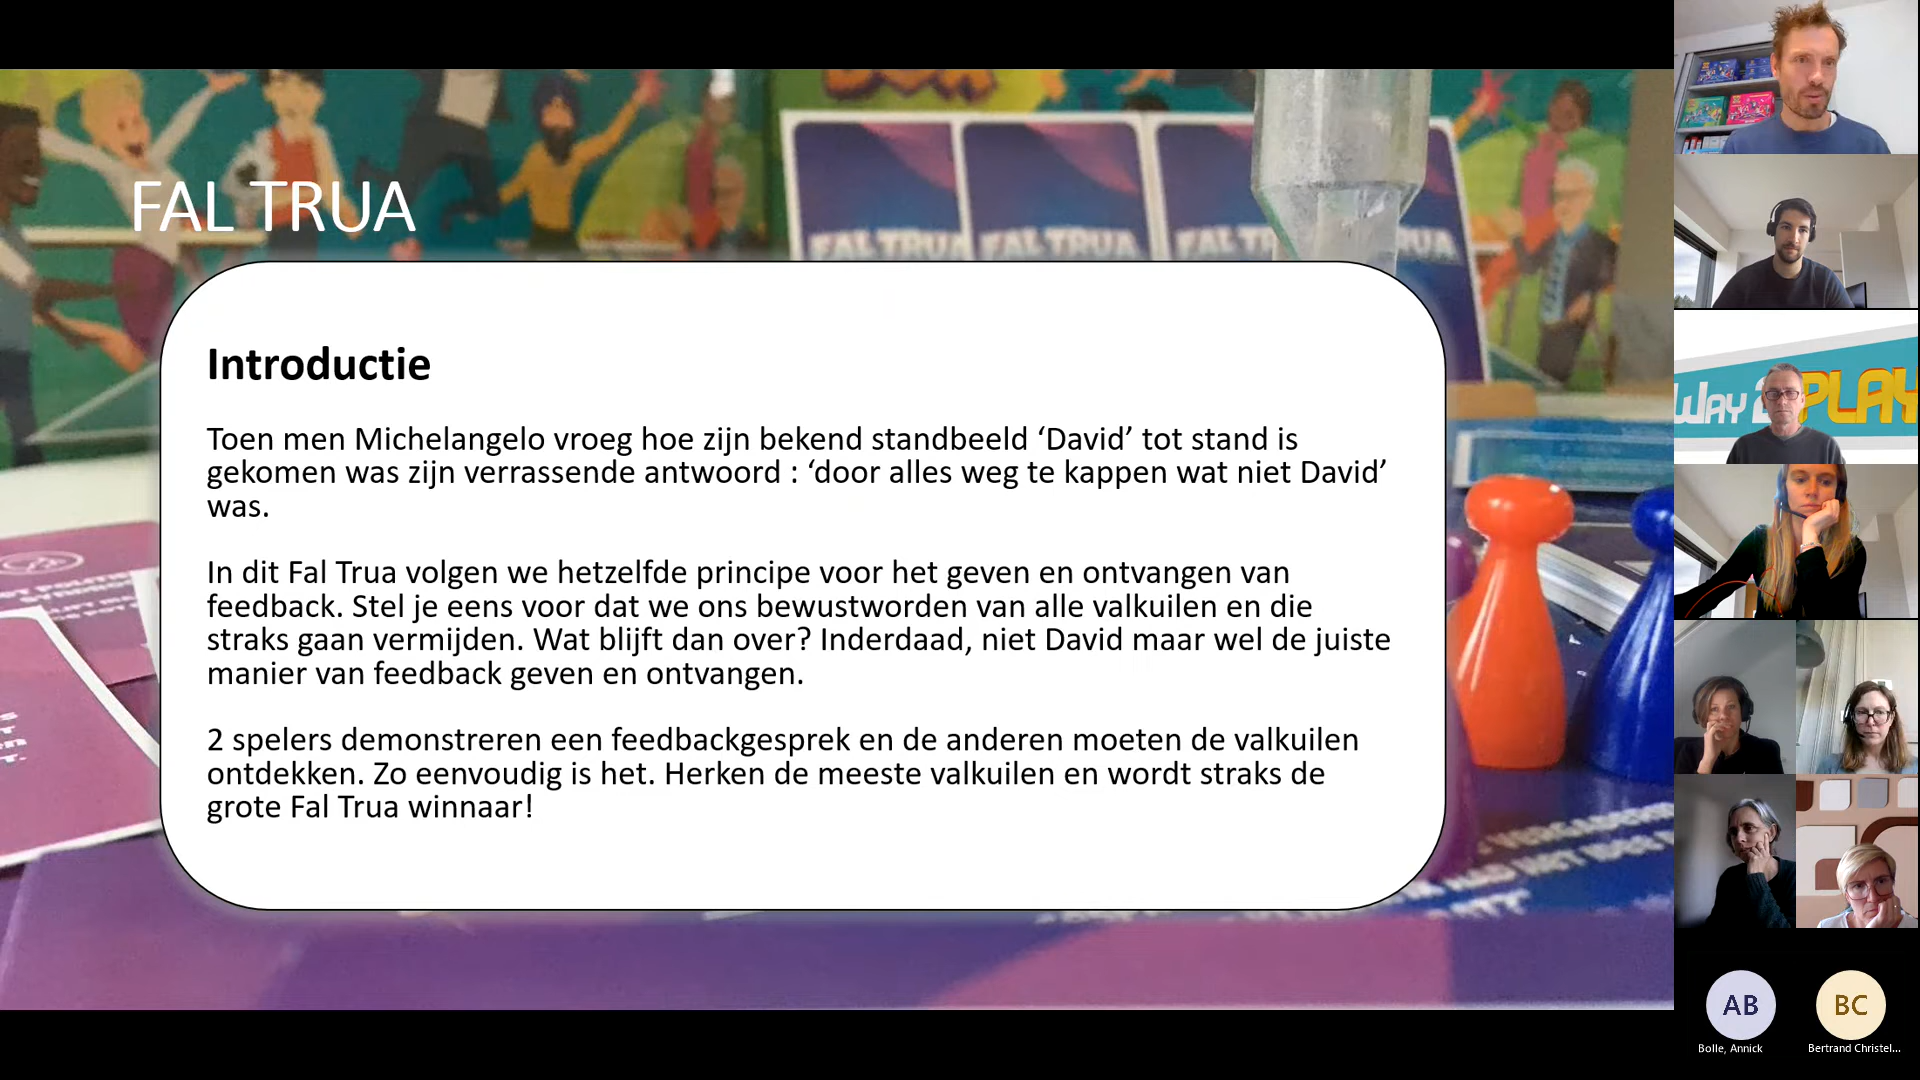 FAL TRUA
FAL TRUA
FAL TRUA
FAL TRUA
Introductie
Toen men Michelangelo vroeg hoe zijn bekend standbeeld ‘David’ tot stand is
gekomen was zijn verrassende antwoord : ‘door alles weg te kappen wat niet David’
was.
In dit Fal Trua volgen we hetzelfde principe voor het geven en ontvangen van
feedback. Stel je eens voor dat we ons bewustworden van alle valkuilen en die
straks gaan vermijden. Wat blijft dan over? Inderdaad, niet David maar wel de juiste
manier van feedback geven en ontvangen.
2 spelers demonstreren een feedbackgesprek en de anderen moeten de valkuilen
ontdekken. Zo eenvoudig is het. Herken de meeste valkuilen en wordt straks de
grote Fal Trua winnaar!
WAY 2 PLAY
AB
BC
Bolle, Annick
Bertrand Christel...